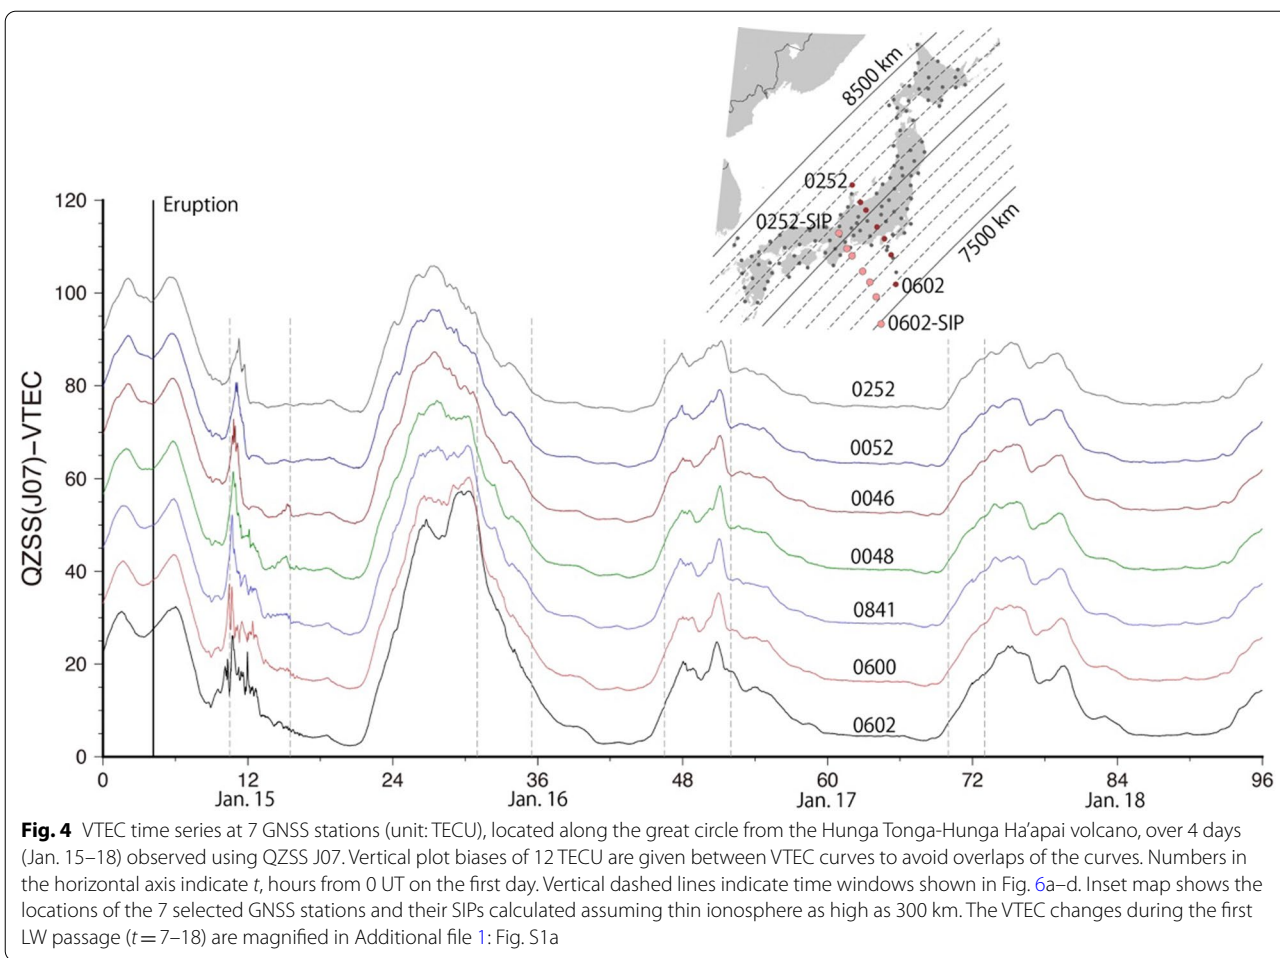 8500 km
0252
0252-SIP
7500 km
0602
0602-SIP
QZSS(J07)−VTEC
120
100
80
60
40
20
0
Eruption
0252
0052
0046
0048
0841
0600
0602
0 12 24 36 48 60 72 84 96
Jan. 15 Jan. 16 Jan. 17 Jan. 18
Fig. 4 VTEC time series at 7 GNSS stations (unit: TECU), located along the great circle from the Hunga Tonga-Hunga Ha’apai volcano, over 4 days
(Jan. 15–18) observed using QZSS J07. Vertical plot biases of 12 TECU are given between VTEC curves to avoid overlaps of the curves. Numbers in
the horizontal axis indicate t, hours from 0 UT on the first day. Vertical dashed lines indicate time windows shown in Fig. 6a–d. Inset map shows the
locations of the 7 selected GNSS stations and their SIPs calculated assuming thin ionosphere as high as 300 km. The VTEC changes during the first
LW passage (t = 7–18) are magnified in Additional file 1: Fig. S1a